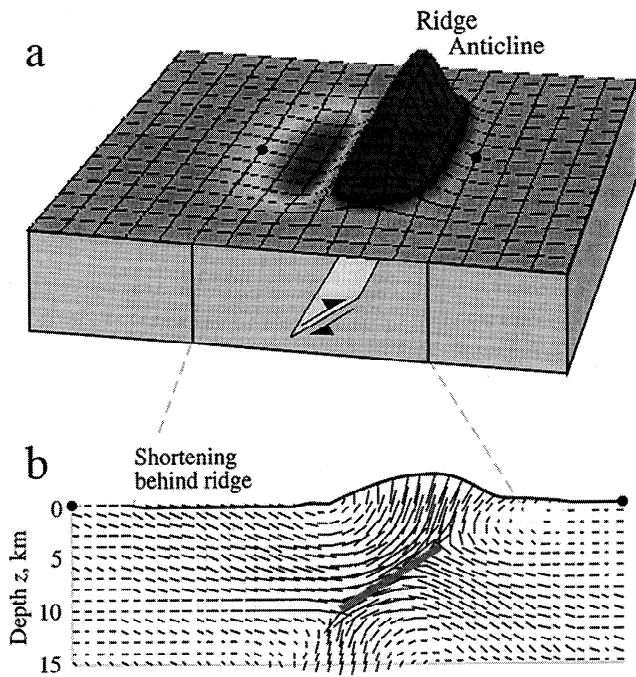 Ridge
Anticline
a
b
Shortening
behind ridge
0
5
10
15
Depth z, km